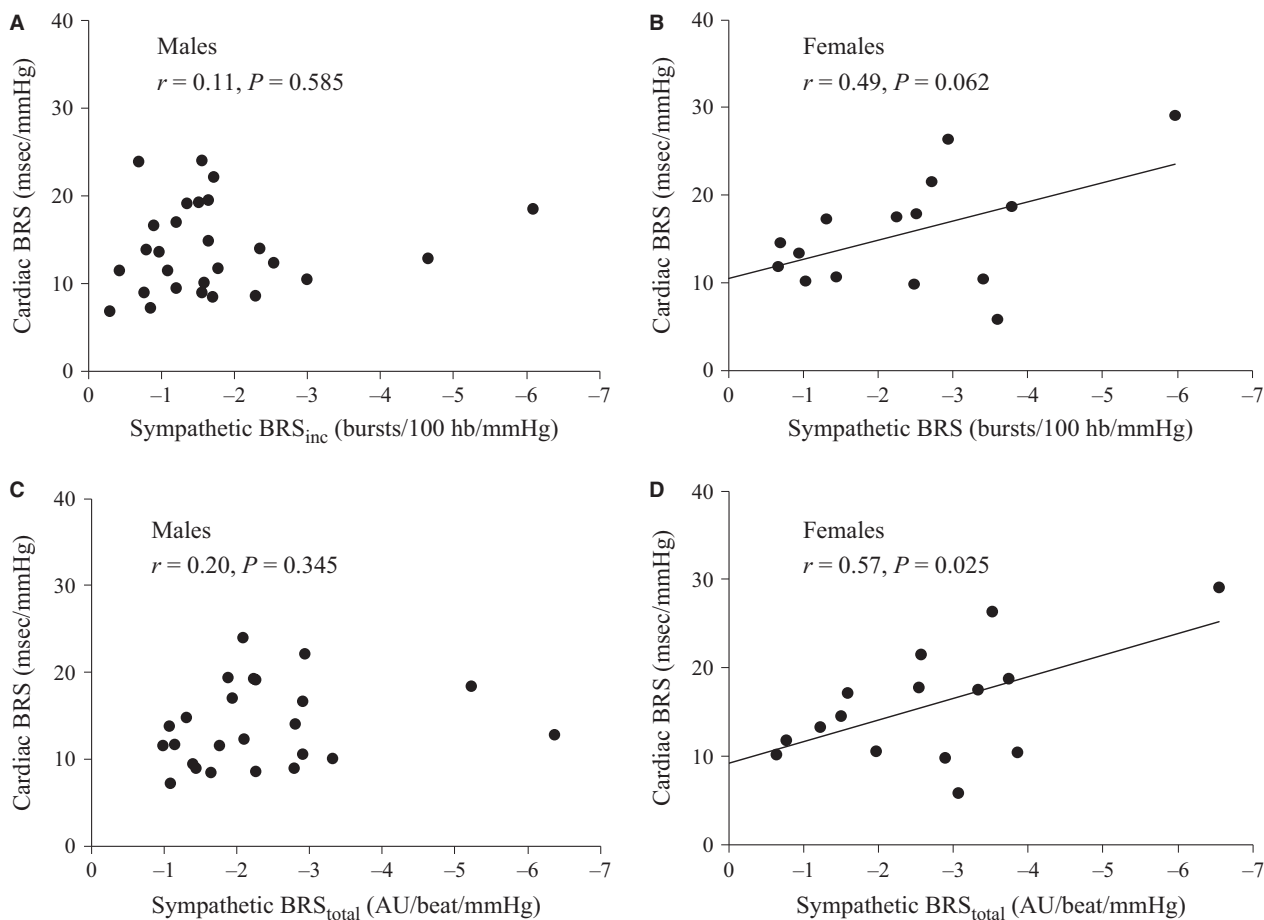 A
Males
r = 0.11, P = 0.585
Cardiac BRS (msec/mmHg)
40
30
20
10
0
0 –1 –2 –3 –4 –5 –6 –7
Sympathetic BRSinc (bursts/100 hb/mmHg)
B
Females
r = 0.49, P = 0.062
Cardiac BRS (msec/mmHg)
40
30
20
10
0
0 –1 –2 –3 –4 –5 –6 –7
Sympathetic BRS (bursts/100 hb/mmHg)
C
Males
r = 0.20, P = 0.345
Cardiac BRS (msec/mmHg)
40
30
20
10
0
0 –1 –2 –3 –4 –5 –6 –7
Sympathetic BRStotal (AU/beat/mmHg)
D
Females
r = 0.57, P = 0.025
Cardiac BRS (msec/mmHg)
40
30
20
10
0
0 –1 –2 –3 –4 –5 –6 –7
Sympathetic BRStotal (AU/beat/mmHg)